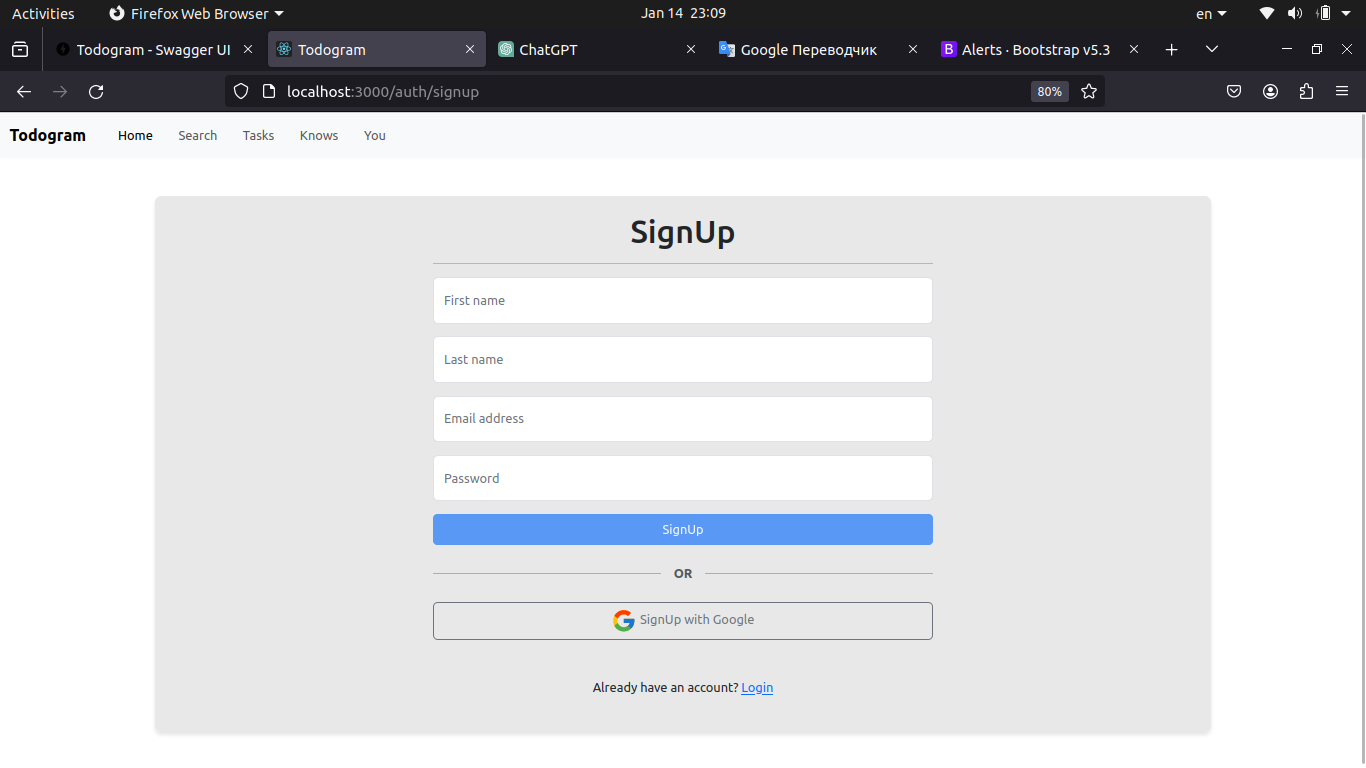 Activities Firefox Web Browser Jan 14 23:09 en
Todogram - Swagger UI Todogram ChatGPT Google Переводчик Alerts · Bootstrap v5.3
localhost:3000/auth/signup 80%
Todogram Home Search Tasks Knows You
SignUp
First name
Last name
Email address
Password
SignUp
OR
SignUp with Google
Already have an account? Login